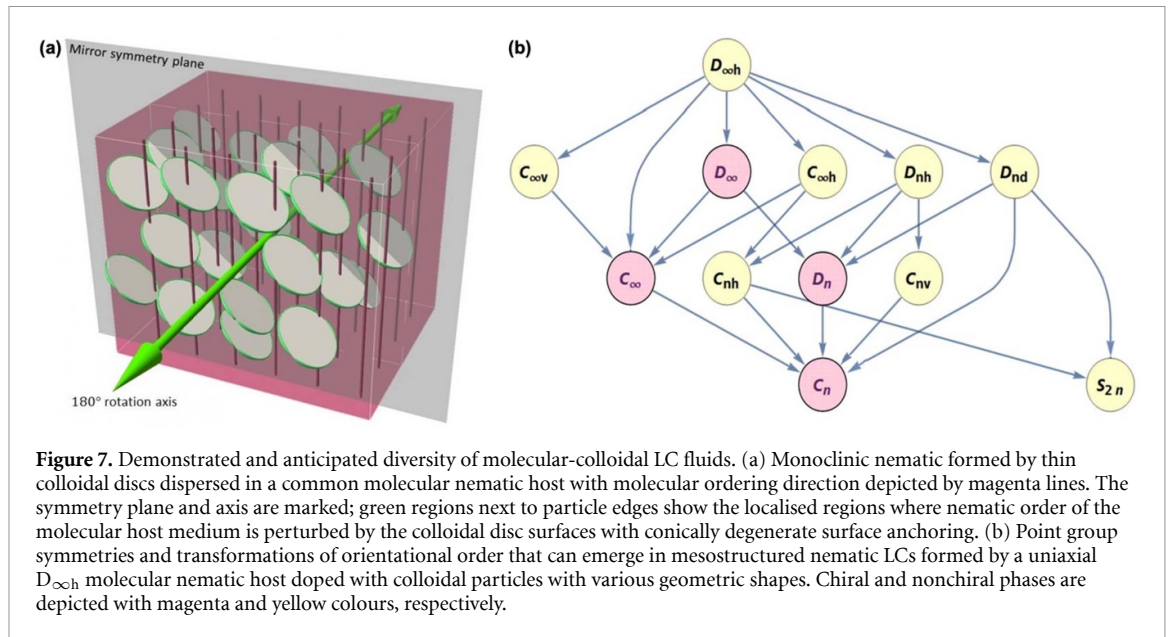 (a)
Mirror symmetry plane
180° rotation axis
(b)
D∞h
C∞v
D∞
C∞h
Dnh
Dnd
C∞
Cnh
Dn
Cnv
Cn
S2n
Figure 7. Demonstrated and anticipated diversity of molecular-colloidal LC fluids. (a) Monoclinic nematic formed by thin
colloidal discs dispersed in a common molecular nematic host with molecular ordering direction depicted by magenta lines. The
symmetry plane and axis are marked; green regions next to particle edges show the localised regions where nematic order of the
molecular host medium is perturbed by the colloidal disc surfaces with conically degenerate surface anchoring. (b) Point group
symmetries and transformations of orientational order that can emerge in mesostructured nematic LCs formed by a uniaxial
D∞h molecular nematic host doped with colloidal particles with various geometric shapes. Chiral and nonchiral phases are
depicted with magenta and yellow colours, respectively.